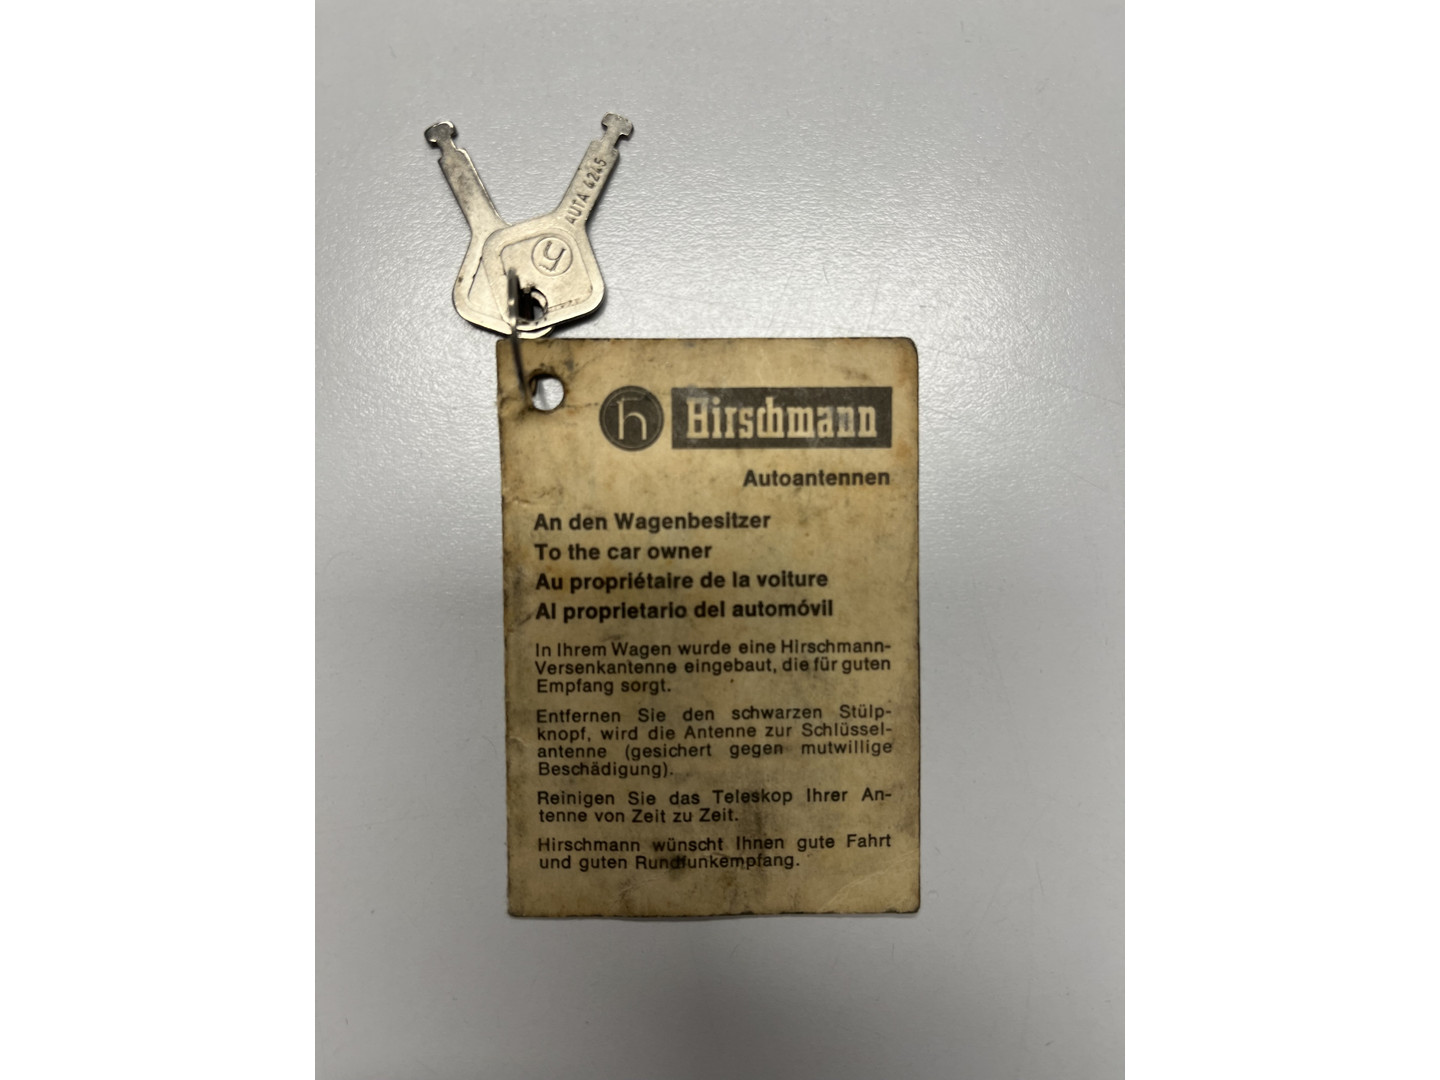 AUTA 4245
h
h Hirschmann
Autoantennen
An den Wagenbesitzer
To the car owner
Au propriétaire de la voiture
Al proprietario del automóvil
In Ihrem Wagen wurde eine Hirschmann-
Versenkantenne eingebaut, die für guten
Empfang sorgt.
Entfernen Sie den schwarzen Stülp-
knopf, wird die Antenne zur Schlüssel-
antenne (gesichert gegen mutwillige
Beschädigung).
Reinigen Sie das Teleskop Ihrer An-
tenne von Zeit zu Zeit.
Hirschmann wünscht Ihnen gute Fahrt
und guten Rundfunkempfang.